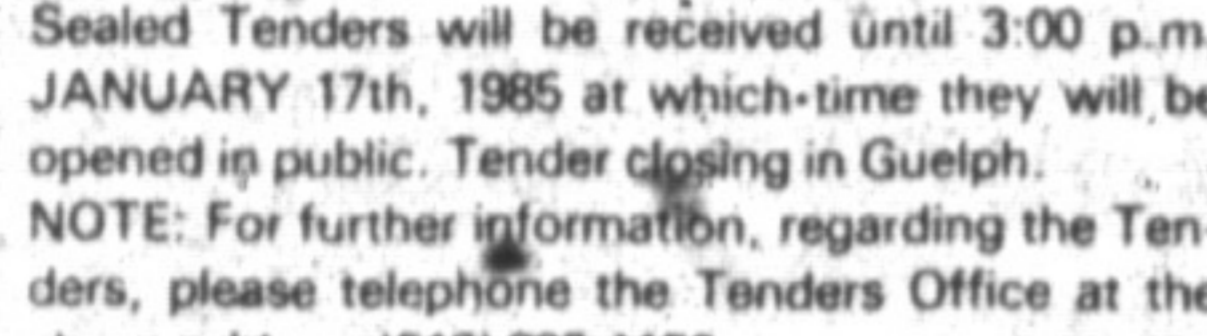 Sealed Tenders will be received until 3:00 p.m.
JANUARY 17th, 1985 at which time they will be
opened in public. Tender closing in Guelph.
NOTE: For further information, regarding the Ten-
ders, please telephone the Tenders Office at the